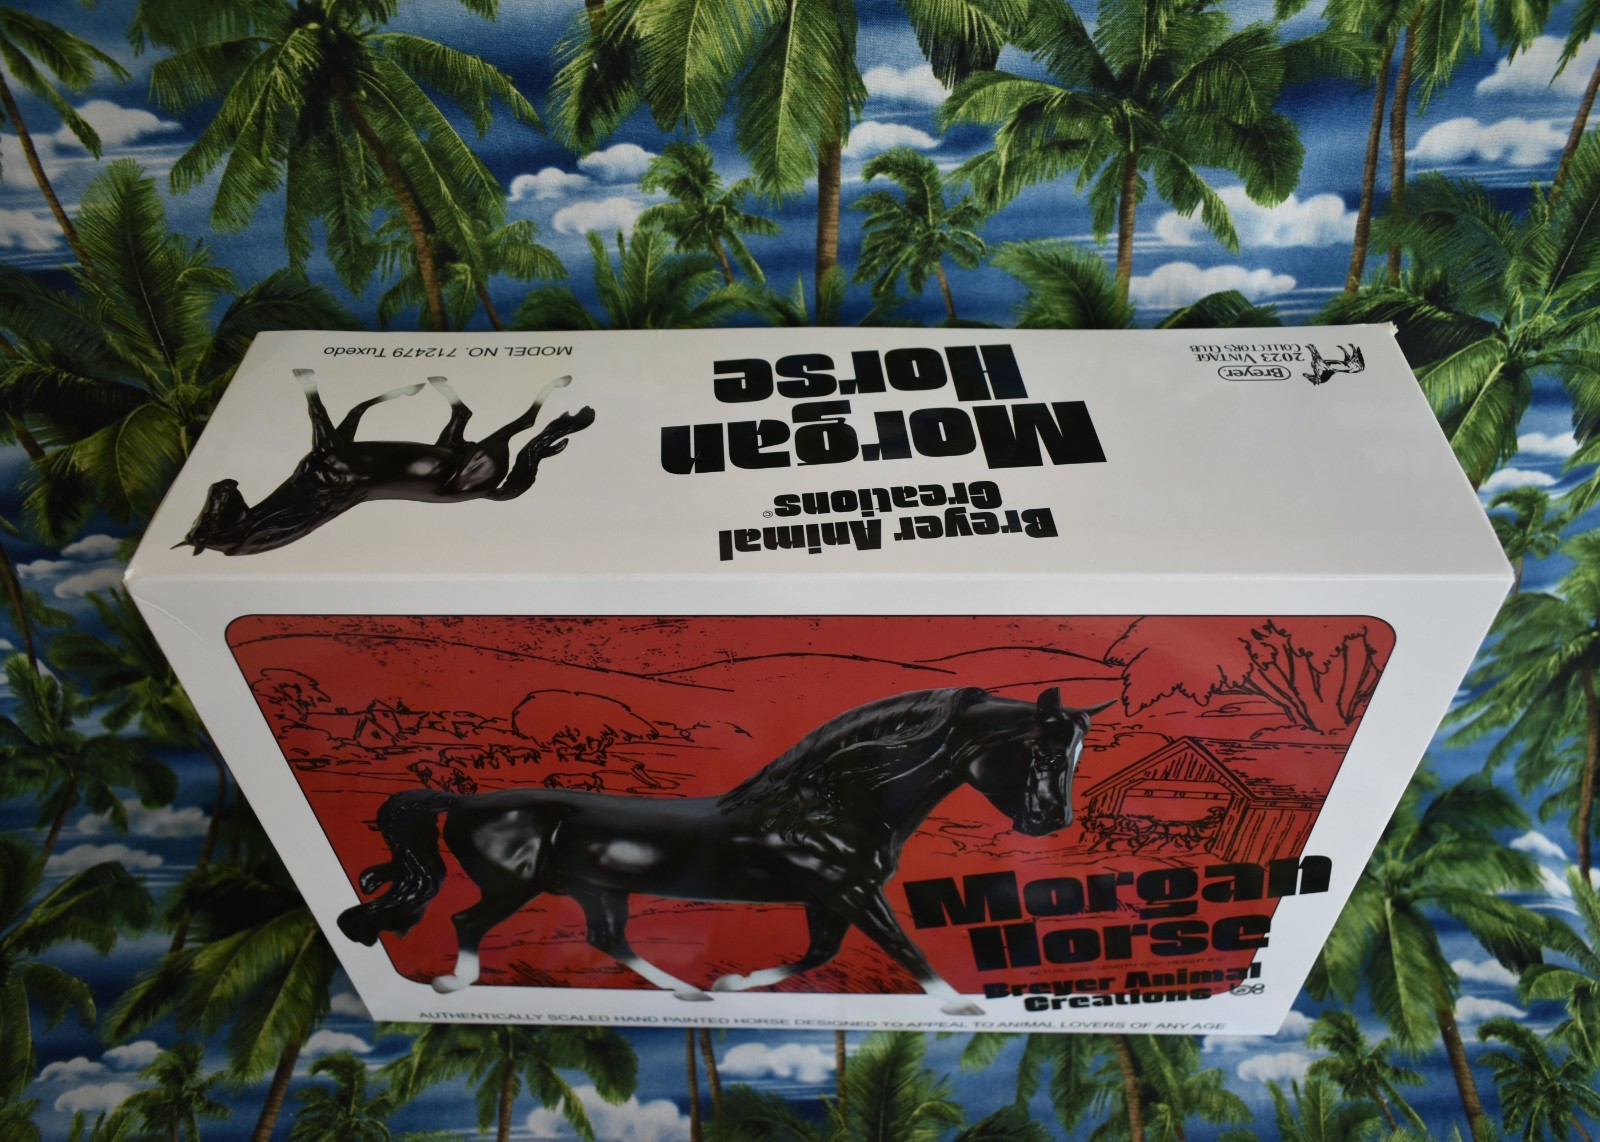 MODEL NO. 712479 Tuxedo
Breyer Animal
Creations©
Morgan
Horse
Breyer
2023 VINTAGE
COLLECTOR'S CLUB
Morgan
Horse
Breyer Animal
Creations
AUTHENTICALLY SCALED HAND PAINTED HORSE DESIGNED TO APPEAL TO ANIMAL LOVERS OF ANY AGE